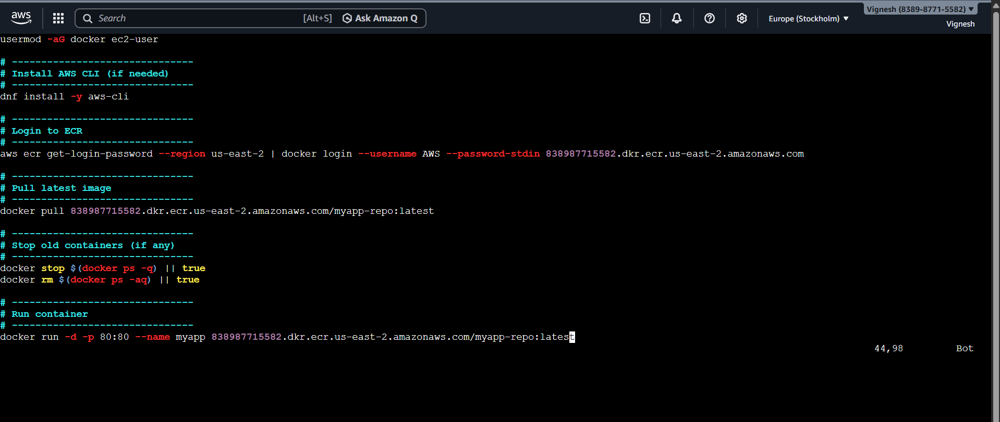 aws
Search [Alt+S] Ask Amazon Q
Europe (Stockholm) ▼
Vignesh (8389-8771-5582) ▼
Vignesh
usermod -aG docker ec2-user
# -------------------------------
# Install AWS CLI (if needed)
# -------------------------------
dnf install -y aws-cli
# -------------------------------
# Login to ECR
# -------------------------------
aws ecr get-login-password --region us-east-2 | docker login --username AWS --password-stdin 838987715582.dkr.ecr.us-east-2.amazonaws.com
# -------------------------------
# Pull latest image
# -------------------------------
docker pull 838987715582.dkr.ecr.us-east-2.amazonaws.com/myapp-repo:latest
# -------------------------------
# Stop old containers (if any)
# -------------------------------
docker stop $(docker ps -q) || true
docker rm $(docker ps -aq) || true
# -------------------------------
# Run container
# -------------------------------
docker run -d -p 80:80 --name myapp 838987715582.dkr.ecr.us-east-2.amazonaws.com/myapp-repo:latest
44,98 Bot